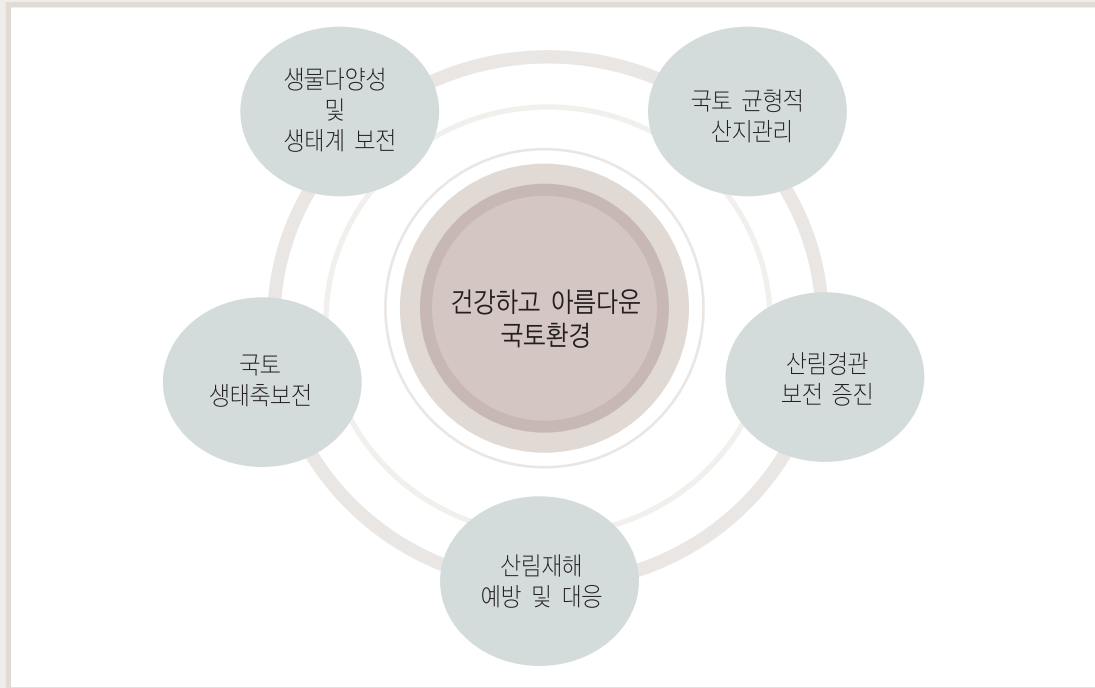 생물다양성
및
생태계 보전
국토 균형적
산지관리
건강하고 아름다운
국토환경
국토
생태축보전
산림경관
보전 증진
산림재해
예방 및 대응